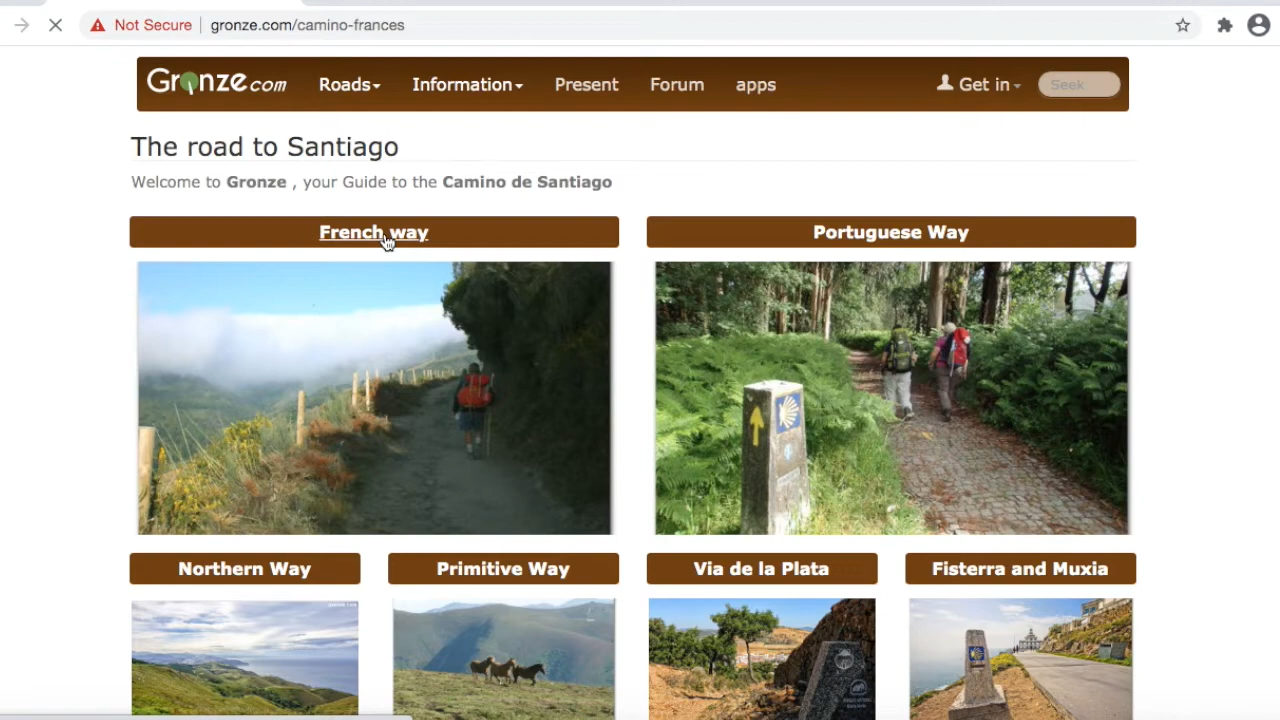 Not Secure | gronze.com/camino-frances
Gronze.com Roads Information Present Forum apps Get in Seek
The road to Santiago
Welcome to Gronze , your Guide to the Camino de Santiago
French way Portuguese Way
Northern Way Primitive Way Via de la Plata Fisterra and Muxia